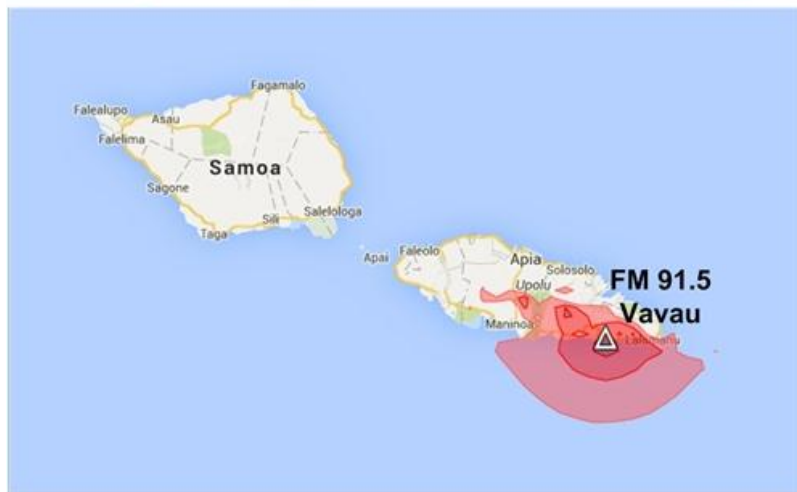 Fagamalo
Falealupo
Asau
Falelima
Samoa
Sagone
Salelologa
Sili
Taga
Apai
Faleolo
Apia
Solosolo
FM 91.5
Upolu
Vavau
Maninoa
Lalomanu